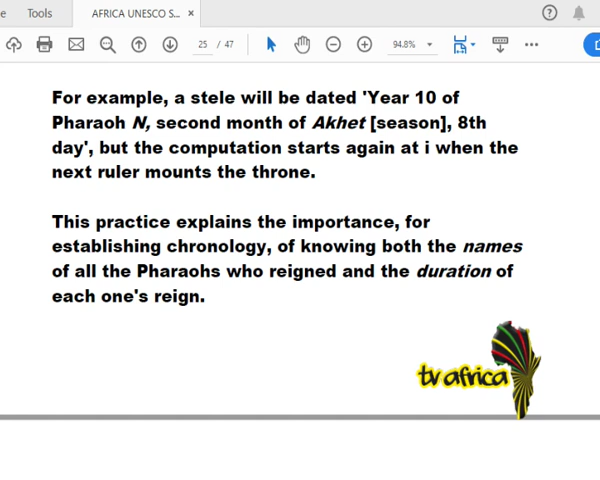 e Tools AFRICA UNESCO S... ×
25 / 47 94.8%
For example, a stele will be dated 'Year 10 of
Pharaoh N, second month of Akhet [season], 8th
day', but the computation starts again at i when the
next ruler mounts the throne.
This practice explains the importance, for
establishing chronology, of knowing both the names
of all the Pharaohs who reigned and the duration of
each one's reign.
tv africa